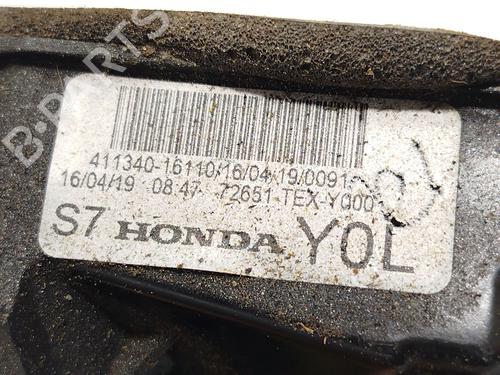 B-PARTS
411340-16110/16/04/19/0091
16/04/19 08:47 72651-TEX-Y000
S7 HONDA Y0L